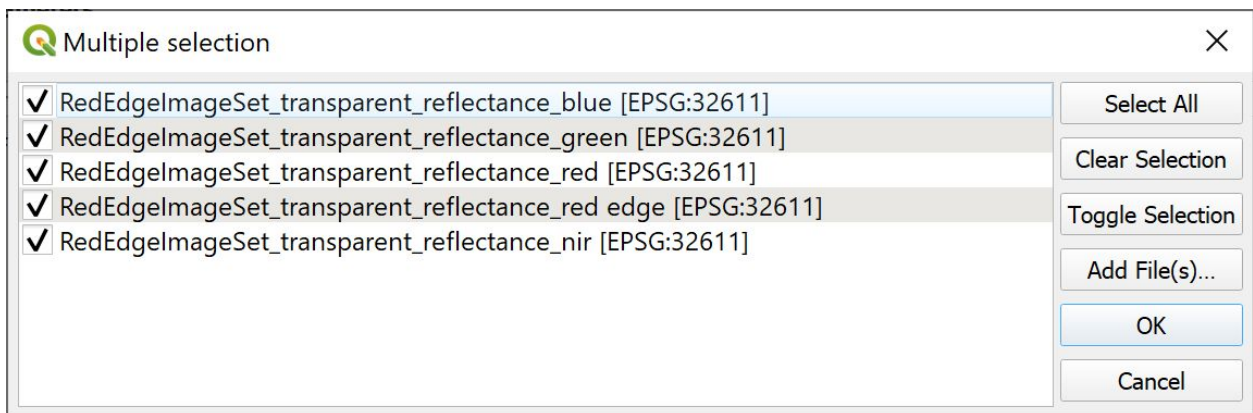 Multiple selection
RedEdgeImageSet_transparent_reflectance_blue [EPSG:32611]
RedEdgeImageSet_transparent_reflectance_green [EPSG:32611]
RedEdgeImageSet_transparent_reflectance_red [EPSG:32611]
RedEdgeImageSet_transparent_reflectance_red edge [EPSG:32611]
RedEdgeImageSet_transparent_reflectance_nir [EPSG:32611]
Select All
Clear Selection
Toggle Selection
Add File(s)...
OK
Cancel